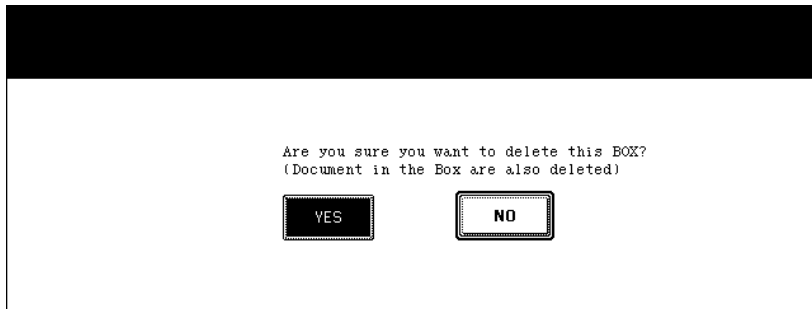 Are you sure you want to delete this BOX?
(Document in the Box are also deleted)
YES
NO